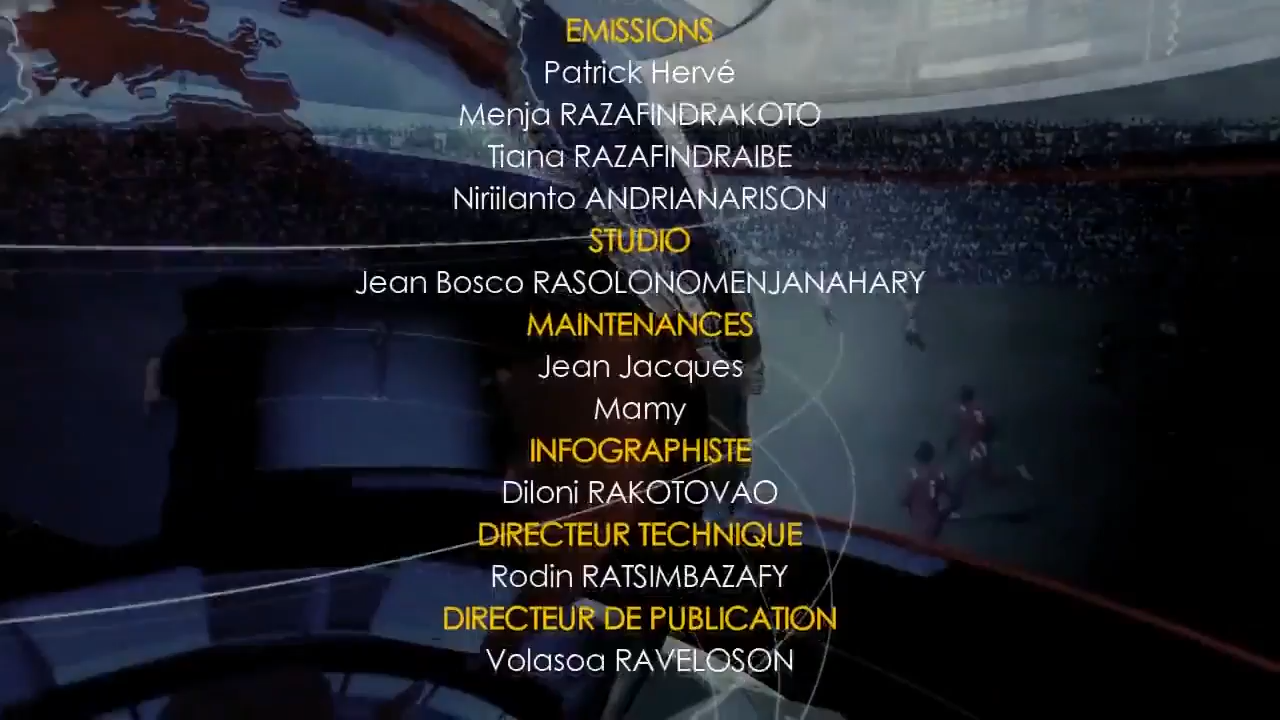 EMISSIONS
Patrick Hervé
Menja RAZAFINDRAKOTO
Tiana RAZAFINDRAIBE
Niriilanto ANDRIANARISON
STUDIO
Jean Bosco RASOLONOMENJANAHARY
MAINTENANCES
Jean Jacques
Mamy
INFOGRAPHISTE
Diloni RAKOTOVAO
DIRECTEUR TECHNIQUE
Rodin RATSIMBAZAFY
DIRECTEUR DE PUBLICATION
Volasoa RAVELOSON